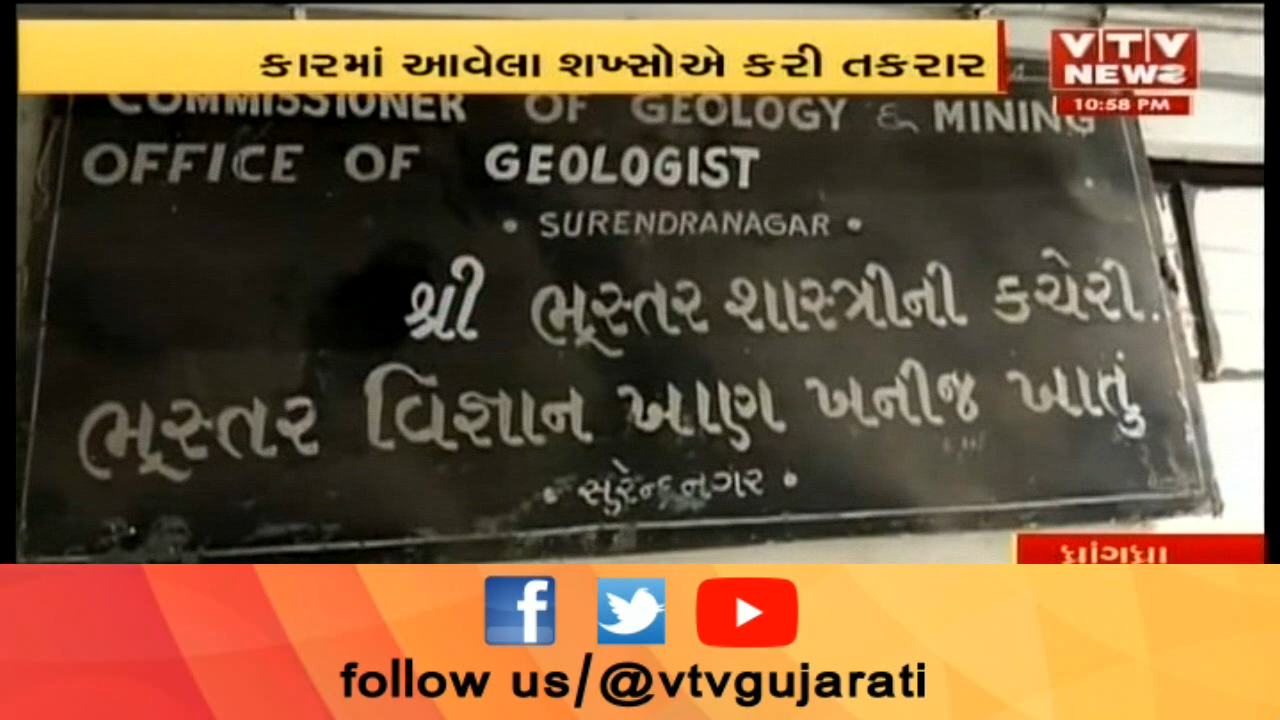 કારમાં આવેલા શખ્સોએ કરી તકરાર
VTV
NEWS
10:58 PM
COMMISSIONER OF GEOLOGY & MINING
OFFICE OF GEOLOGIST
• SURENDRANAGAR •
શ્રી ભૂસ્તર શાસ્ત્રીની કચેરી.
ભૂસ્તર વિજ્ઞાન ખાણ ખનીજ ખાતું
• સુરેન્દ્રનગર •
follow us/@vtvgujarati